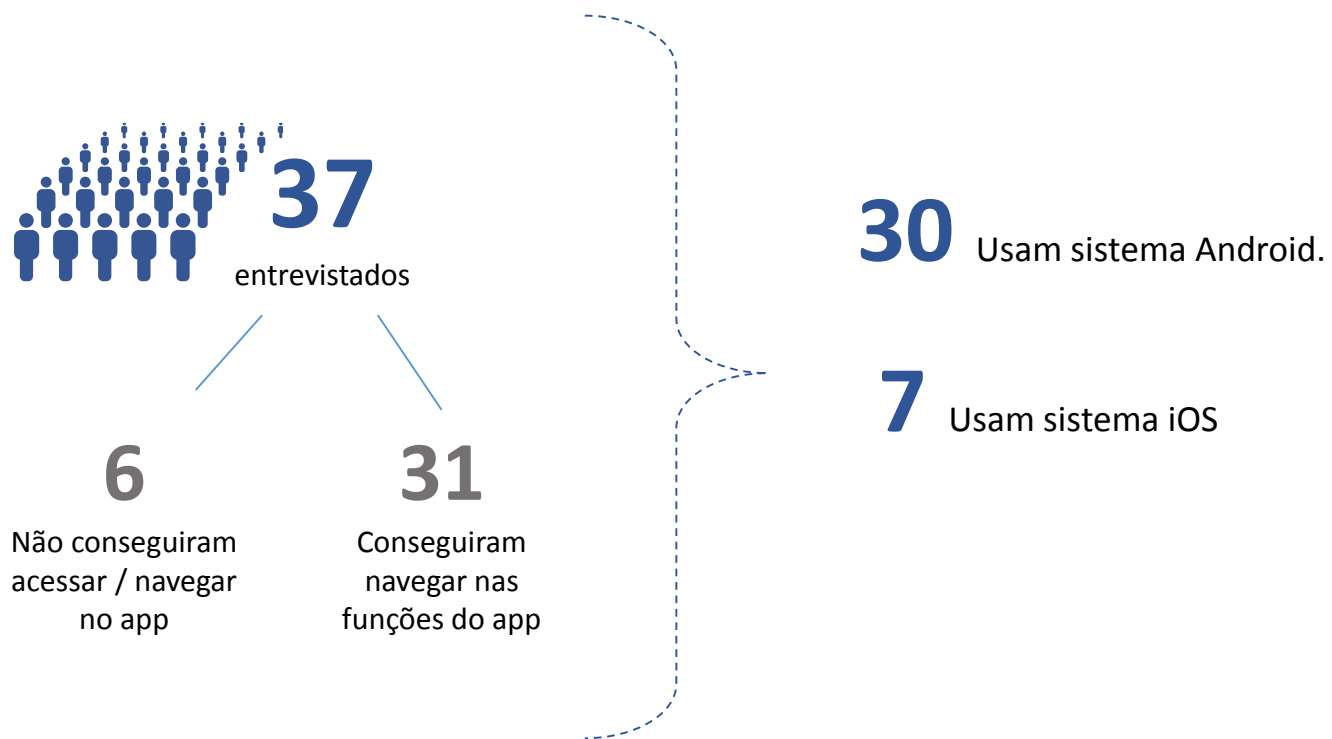 37
entrevistados
6
Não conseguiram
acessar / navegar
no app
31
Conseguiram
navegar nas
funções do app
30 Usam sistema Android.
7 Usam sistema iOS